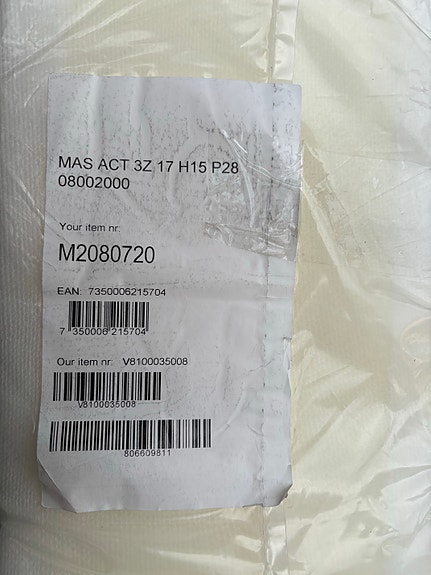 MAS ACT 3Z 17 H15 P28
08002000
Your item nr:
M2080720
EAN: 7350006215704
7 350006 215704
Our item nr: V8100035008
V8100035008
806609811